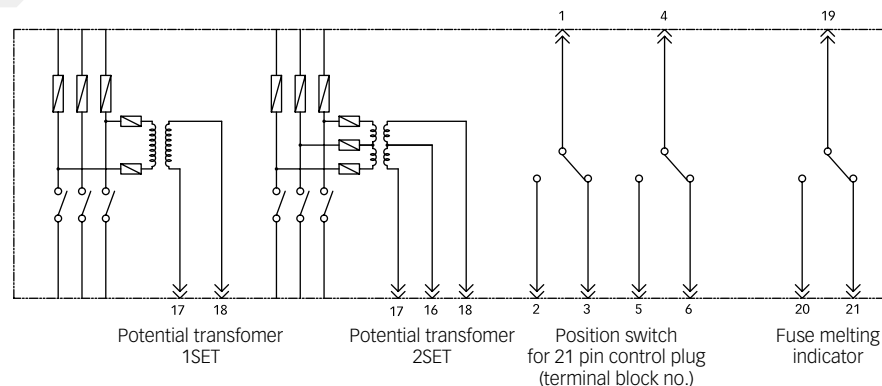 1 4 19
17 18 17 16 18 2 3 5 6 20 21
Potential transfomer
1SET
Potential transfomer
2SET
Position switch
for 21 pin control plug
(terminal block no.)
Fuse melting
indicator